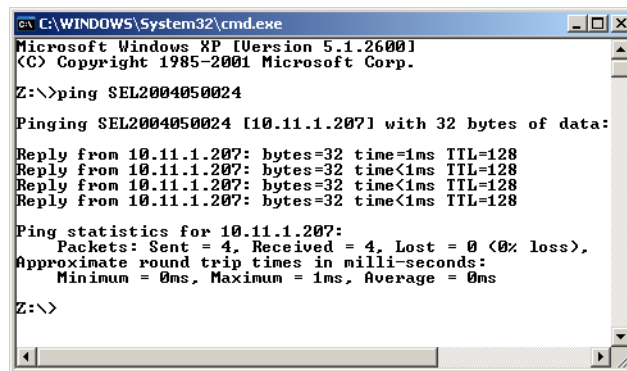 C:\WINDOWS\System32\cmd.exe
Microsoft Windows XP [Version 5.1.2600]
(C) Copyright 1985-2001 Microsoft Corp.
Z:\>ping SEL2004050024
Pinging SEL2004050024 [10.11.1.207] with 32 bytes of data:
Reply from 10.11.1.207: bytes=32 time=1ms TTL=128
Reply from 10.11.1.207: bytes=32 time<1ms TTL=128
Reply from 10.11.1.207: bytes=32 time<1ms TTL=128
Reply from 10.11.1.207: bytes=32 time<1ms TTL=128
Ping statistics for 10.11.1.207:
    Packets: Sent = 4, Received = 4, Lost = 0 (0% loss),
Approximate round trip times in milli-seconds:
    Minimum = 0ms, Maximum = 1ms, Average = 0ms
Z:\>